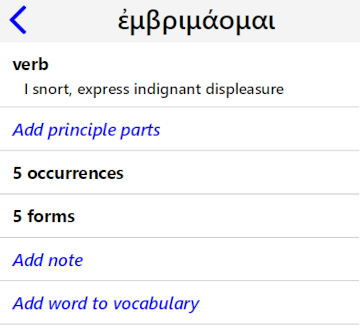 ἐμβριμάομαι
verb
I snort, express indignant displeasure
Add principle parts
5 occurrences
5 forms
Add note
Add word to vocabulary